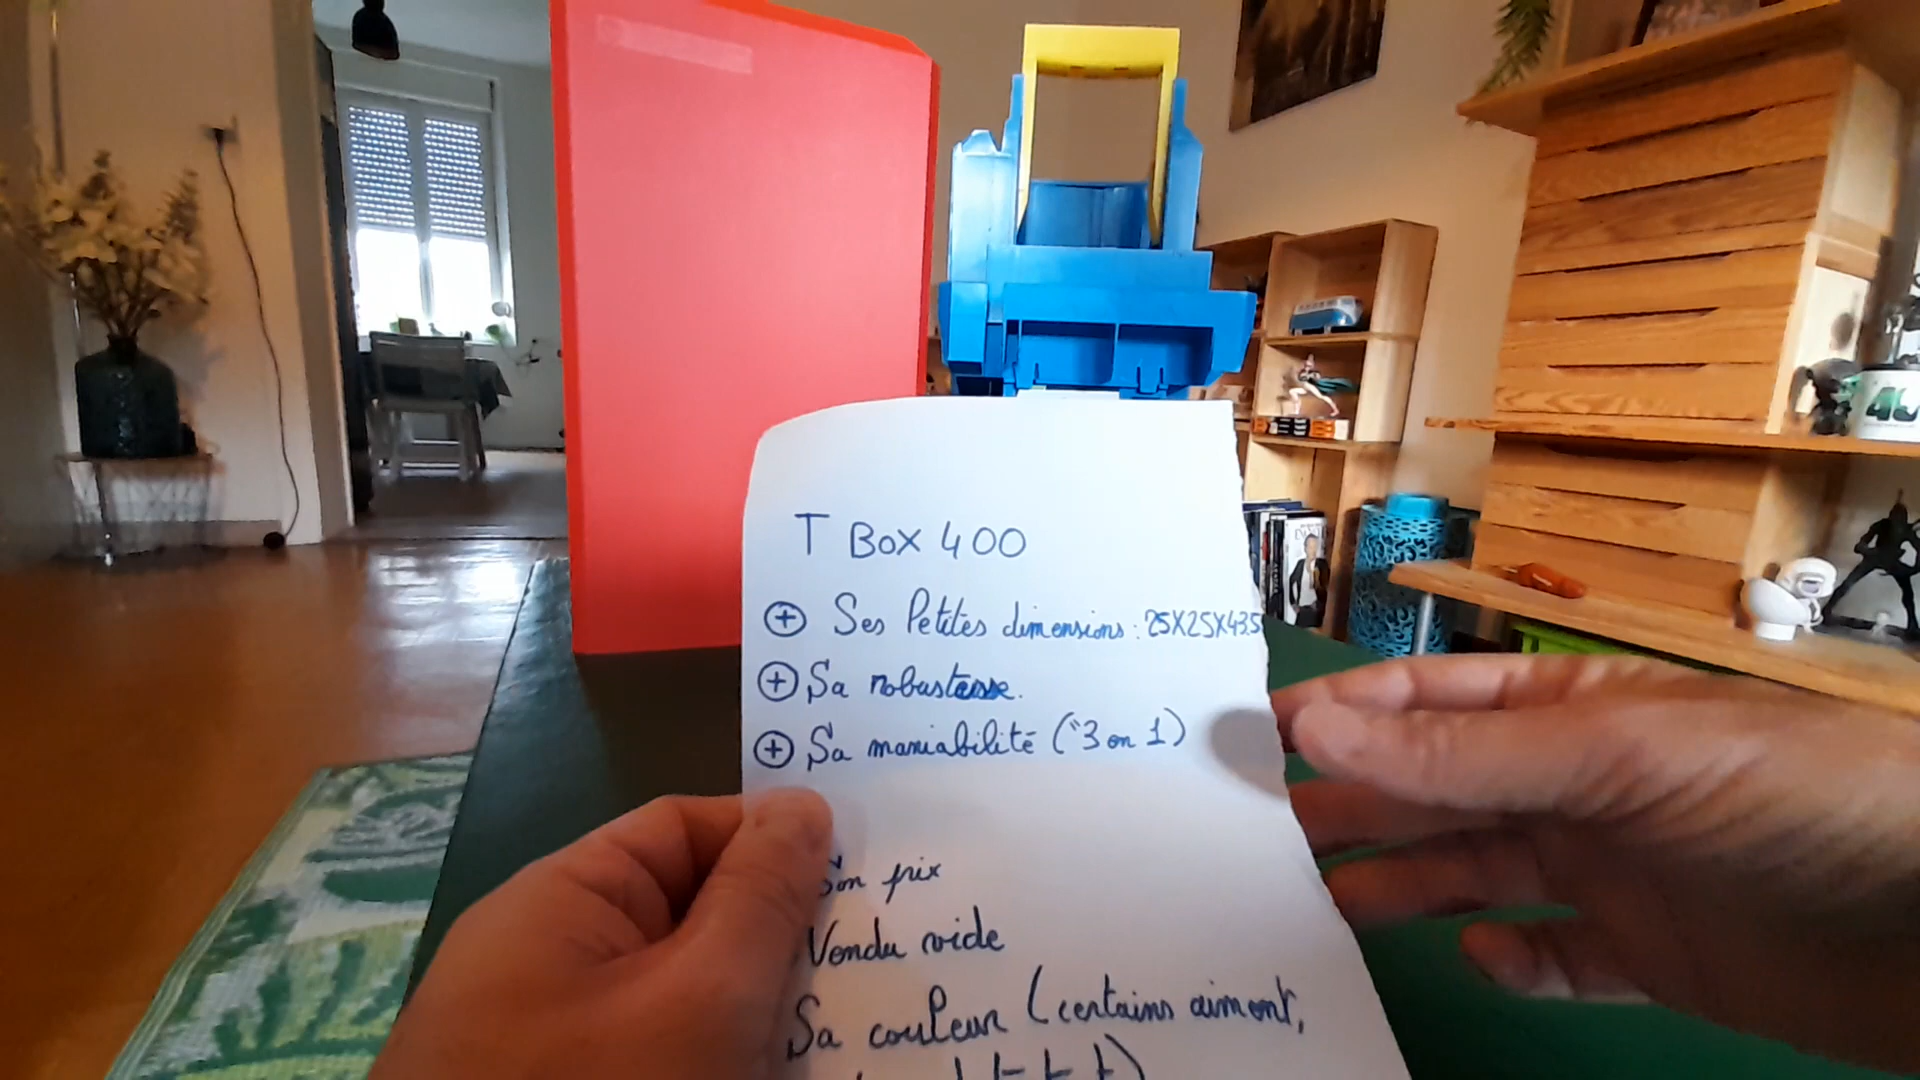 T BOX 400
⊕ Ses Petites dimensions : 25X25X43.5
⊕ Sa robustesse.
⊕ Sa maniabilité ("3 en 1)
Son prix
Vendu vide
Sa couleur (certains aiment,